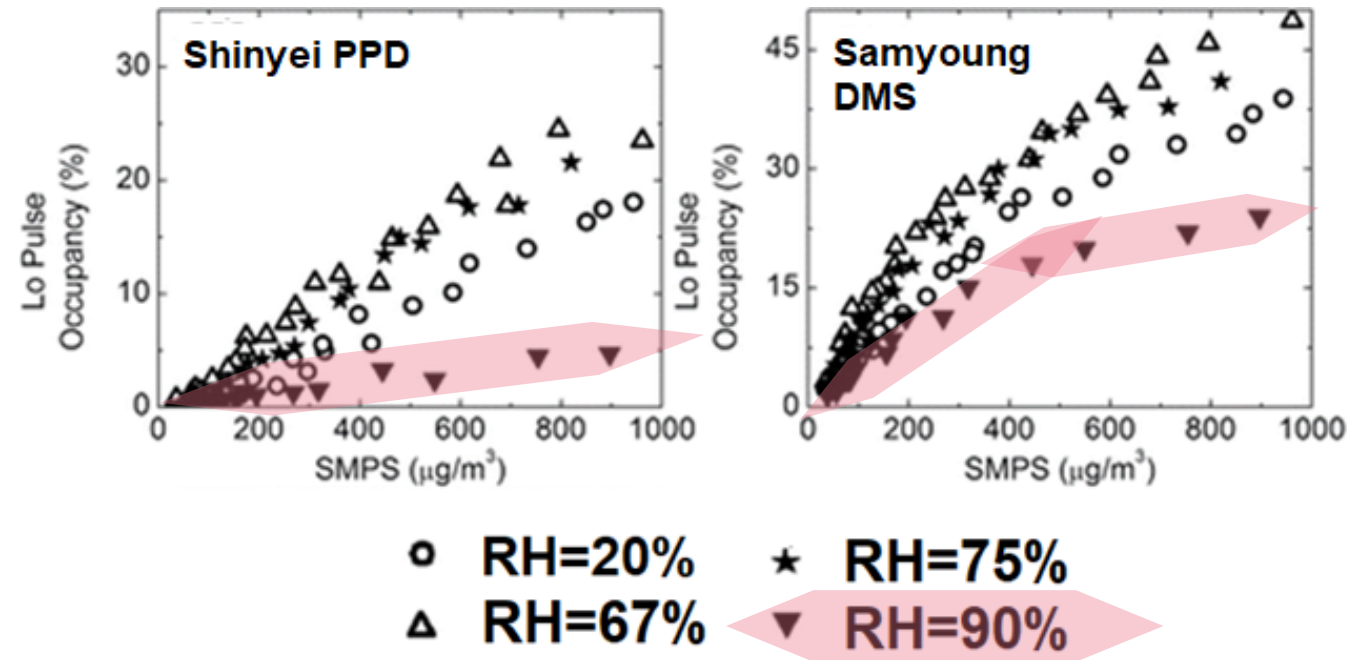 Shinyei PPD
Lo Pulse
Occupancy (%)
30
20
10
0
0 200 400 600 800 1000
SMPS (μg/m³)
Samyoung
DMS
Lo Pulse
Occupancy (%)
45
30
15
0
0 200 400 600 800 1000
SMPS (μg/m³)
RH=20%
RH=75%
RH=67%
RH=90%